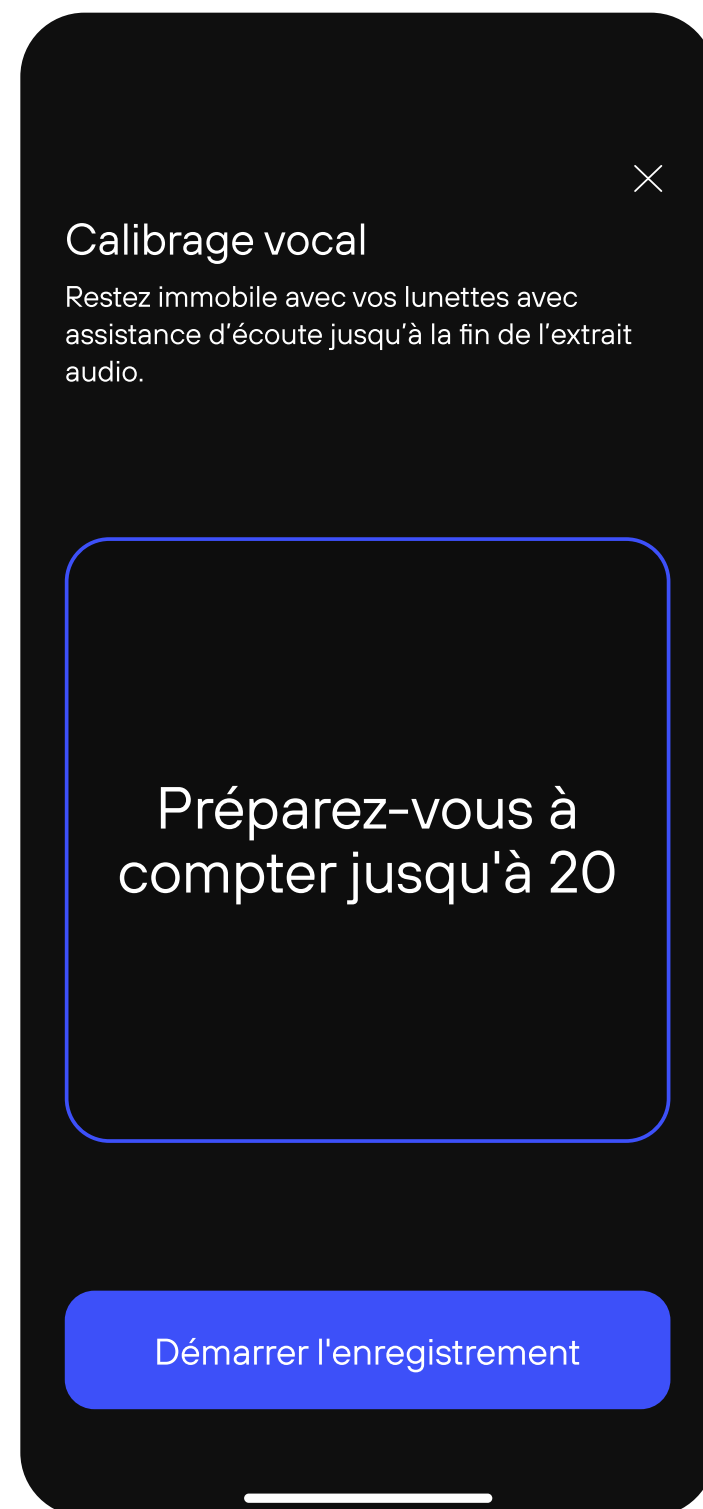 Calibrage vocal
Restez immobile avec vos lunettes avec
assistance d’écoute jusqu’à la fin de l’extrait
audio.
Préparez-vous à
compter jusqu'à 20
Démarrer l'enregistrement